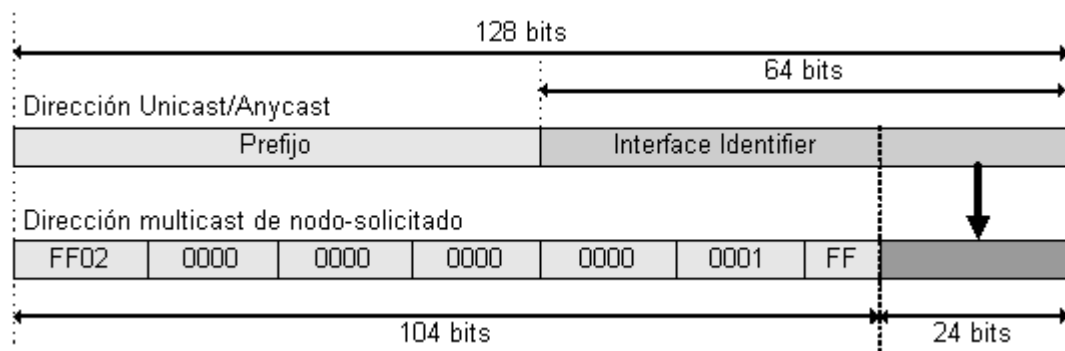 128 bits
64 bits
Dirección Unicast/Anycast
Prefijo Interface Identifier
Dirección multicast de nodo-solicitado
FF02 0000 0000 0000 0000 0001 FF
104 bits 24 bits